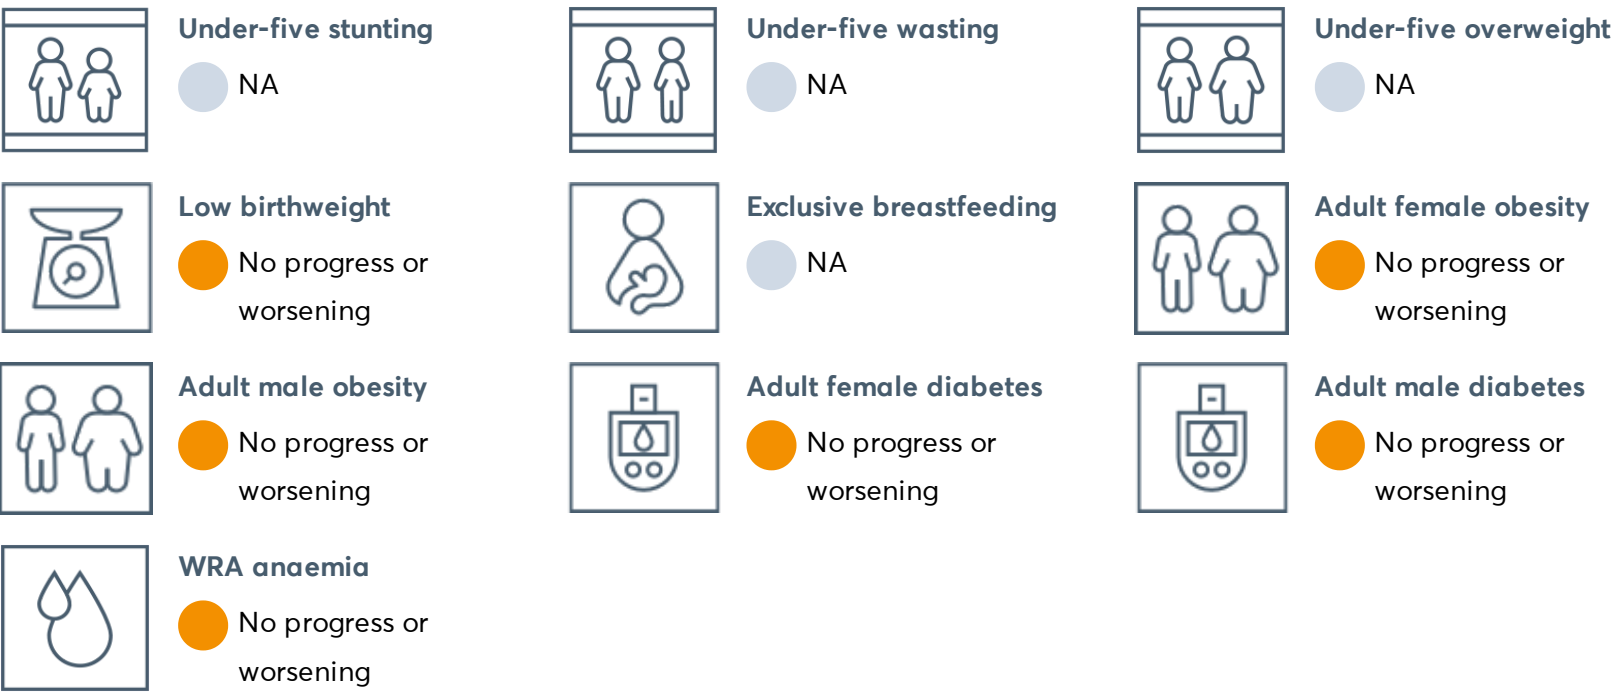 Under-five stunting
NA
Under-five wasting
NA
Under-five overweight
NA
Low birthweight
No progress or
worsening
Exclusive breastfeeding
NA
Adult female obesity
No progress or
worsening
Adult male obesity
No progress or
worsening
Adult female diabetes
No progress or
worsening
Adult male diabetes
No progress or
worsening
WRA anaemia
No progress or
worsening